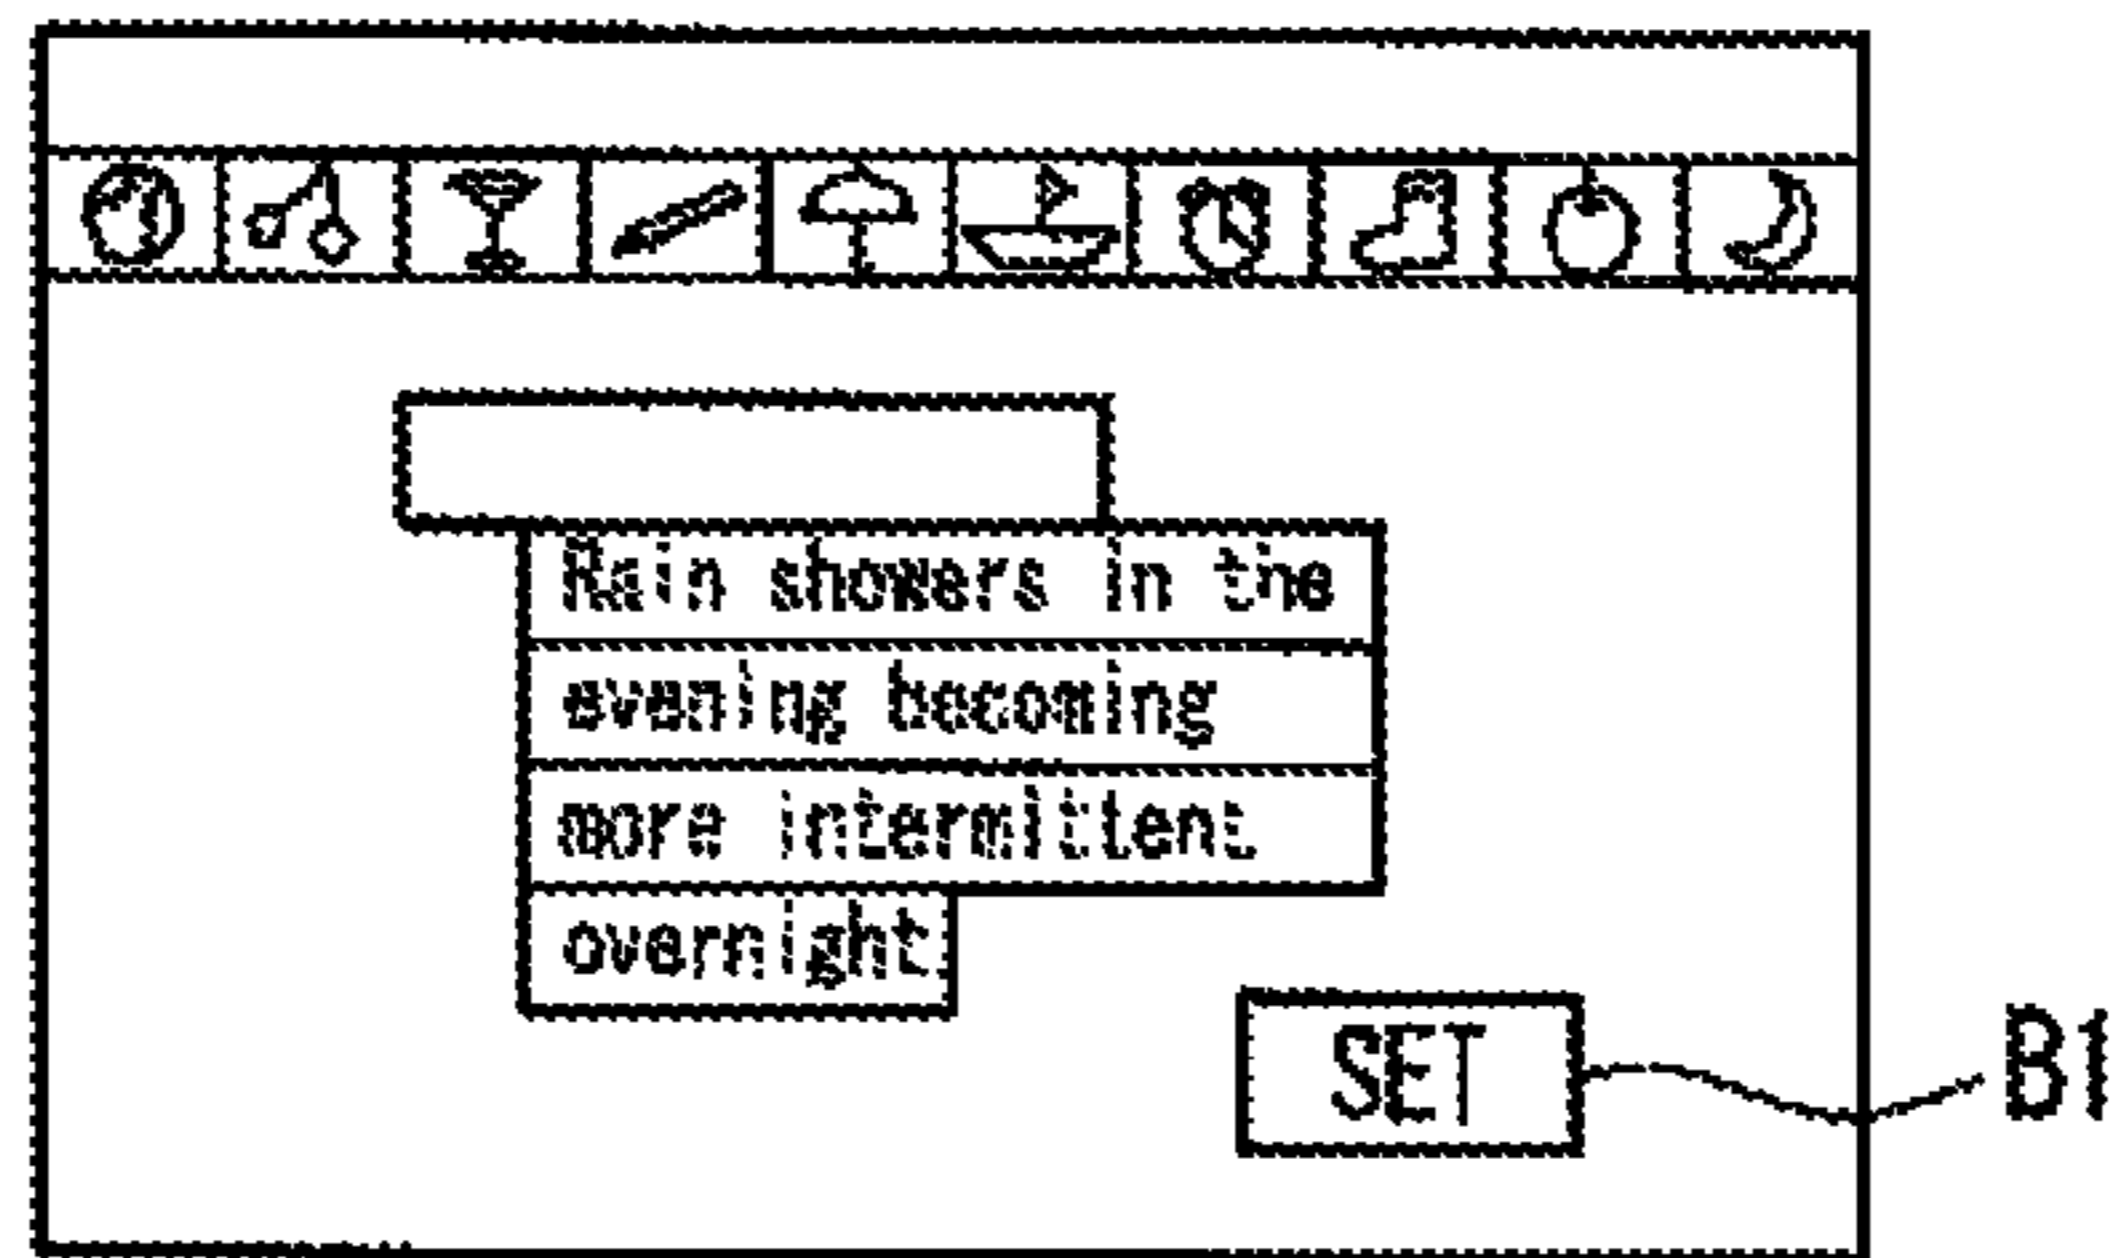 Rain showers in the
evening becoming
more intermittent
overnight.
SET
B1